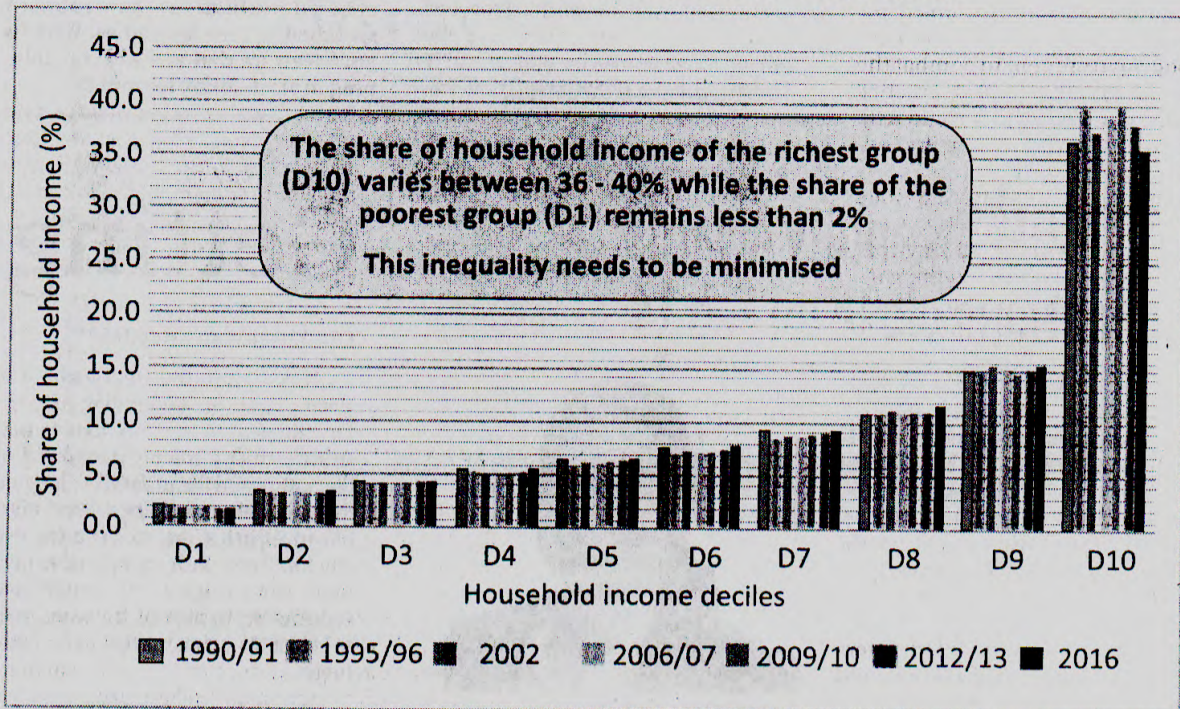 45.0
40.0
35.0
30.0
25.0
20.0
15.0
10.0
5.0
0.0
Share of household income (%)
The share of household income of the richest group
(D10) varies between 36 - 40% while the share of the
poorest group (D1) remains less than 2%
This inequality needs to be minimised
D1 D2 D3 D4 D5 D6 D7 D8 D9 D10
Household income deciles
1990/91 1995/96 2002 2006/07 2009/10 2012/13 2016